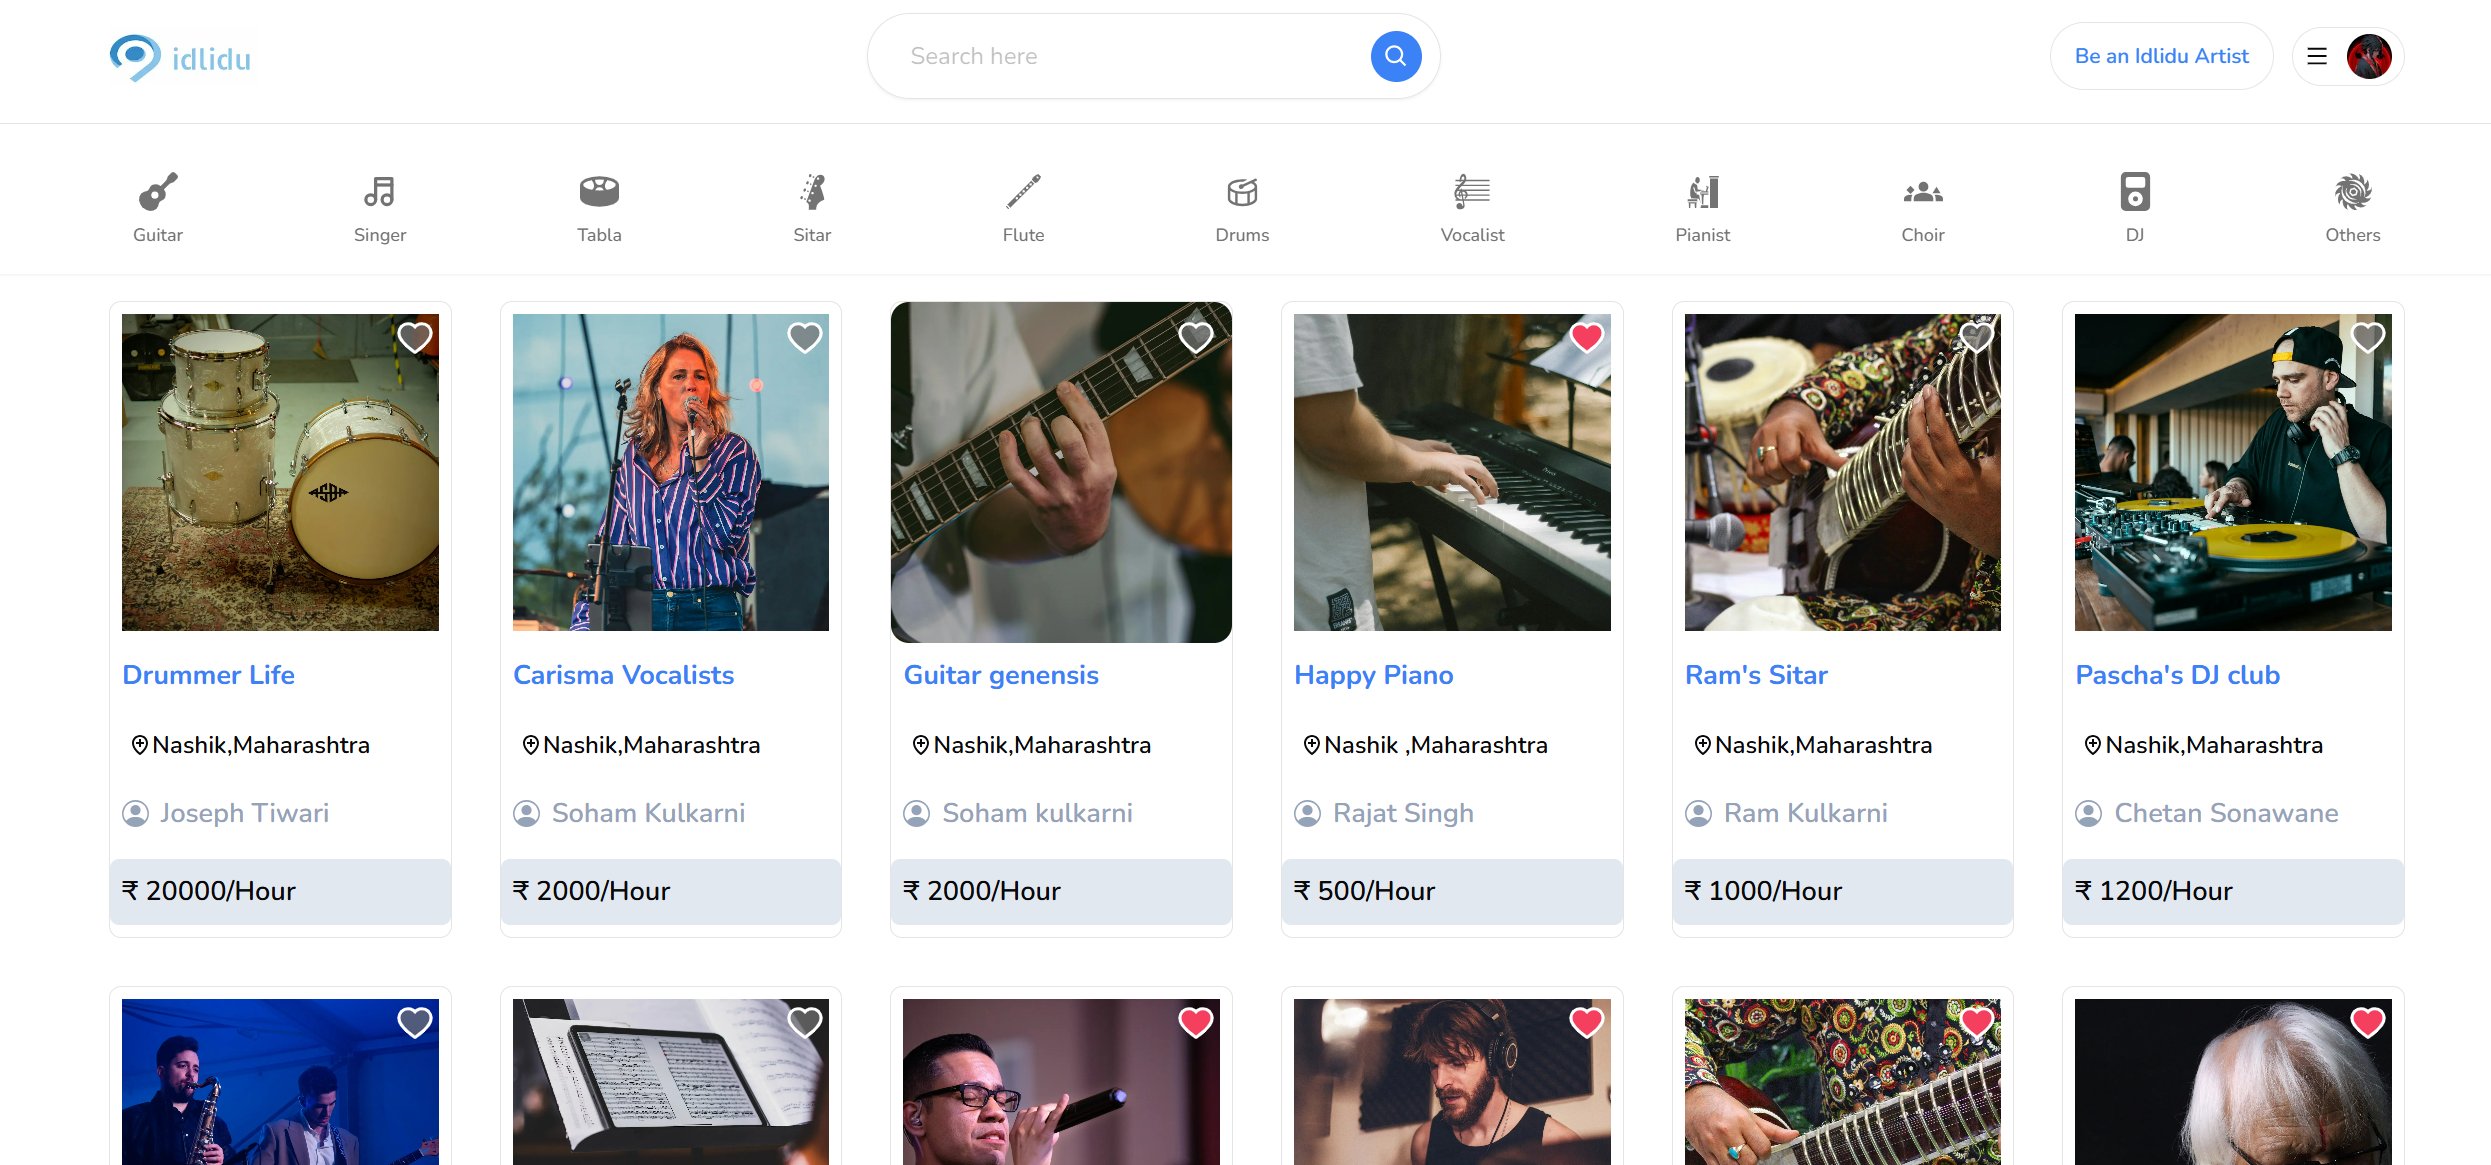 idlidu
Search here
Be an Idlidu Artist
Guitar
Singer
Tabla
Sitar
Flute
Drums
Vocalist
Pianist
Choir
DJ
Others
Drummer Life
Nashik,Maharashtra
Joseph Tiwari
₹ 20000/Hour
Carisma Vocalists
Nashik,Maharashtra
Soham Kulkarni
₹ 2000/Hour
Guitar genensis
Nashik,Maharashtra
Soham kulkarni
₹ 2000/Hour
Happy Piano
Nashik ,Maharashtra
Rajat Singh
₹ 500/Hour
Ram's Sitar
Nashik,Maharashtra
Ram Kulkarni
₹ 1000/Hour
Pascha's DJ club
Nashik,Maharashtra
Chetan Sonawane
₹ 1200/Hour